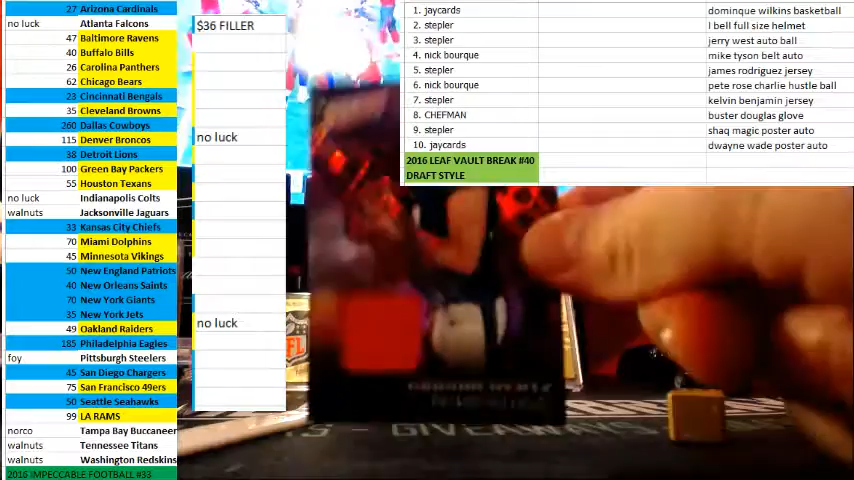 27 Arizona Cardinals
no luck Atlanta Falcons
47 Baltimore Ravens
40 Buffalo Bills
26 Carolina Panthers
62 Chicago Bears
23 Cincinnati Bengals
35 Cleveland Browns
260 Dallas Cowboys
115 Denver Broncos
38 Detroit Lions
100 Green Bay Packers
55 Houston Texans
no luck Indianapolis Colts
walnuts Jacksonville Jaguars
33 Kansas City Chiefs
70 Miami Dolphins
45 Minnesota Vikings
50 New England Patriots
40 New Orleans Saints
70 New York Giants
35 New York Jets
49 Oakland Raiders
185 Philadelphia Eagles
foy Pittsburgh Steelers
45 San Diego Chargers
75 San Francisco 49ers
50 Seattle Seahawks
99 LA RAMS
norco Tampa Bay Buccaneer
walnuts Tennessee Titans
walnuts Washington Redskins
2016 IMPECCABLE FOOTBALL #33
$36 FILLER
no luck
no luck
1. jaycards dominque wilkins basketball
2. stepler l bell full size helmet
3. stepler jerry west auto ball
4. nick bourque mike tyson belt auto
5. stepler james rodriguez jersey
6. nick bourque pete rose charlie hustle ball
7. stepler kelvin benjamin jersey
8. CHEFMAN buster douglas glove
9. stepler shaq magic poster auto
10. jaycards dwayne wade poster auto
2016 LEAF VAULT BREAK #40
DRAFT STYLE
NFL
GIVEAWAYS